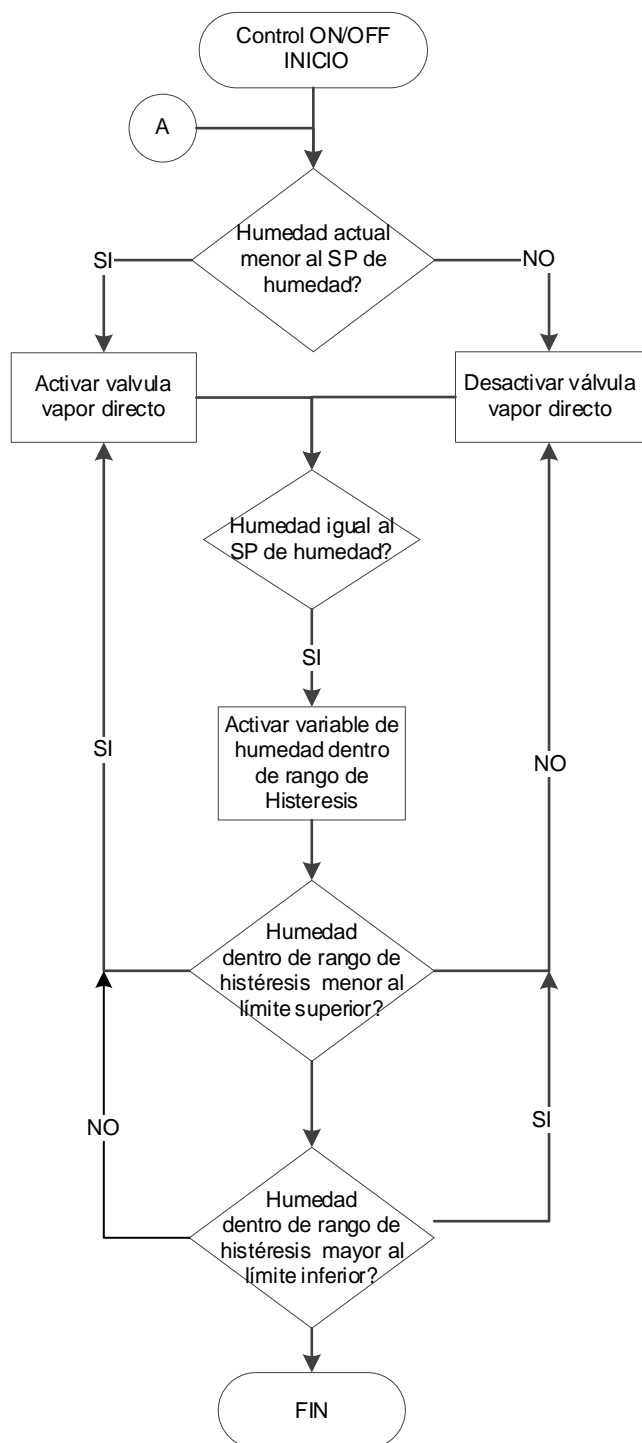 Control ON/OFF
INICIO
A
Humedad actual
menor al SP de
humedad?
SI
NO
Activar valvula
vapor directo
Desactivar válvula
vapor directo
Humedad igual al
SP de humedad?
SI
Activar variable de
humedad dentro
de rango de
Histeresis
SI
NO
Humedad
dentro de rango de
histéresis menor al
límite superior?
NO
SI
Humedad
dentro de rango de
histéresis mayor al
límite inferior?
FIN